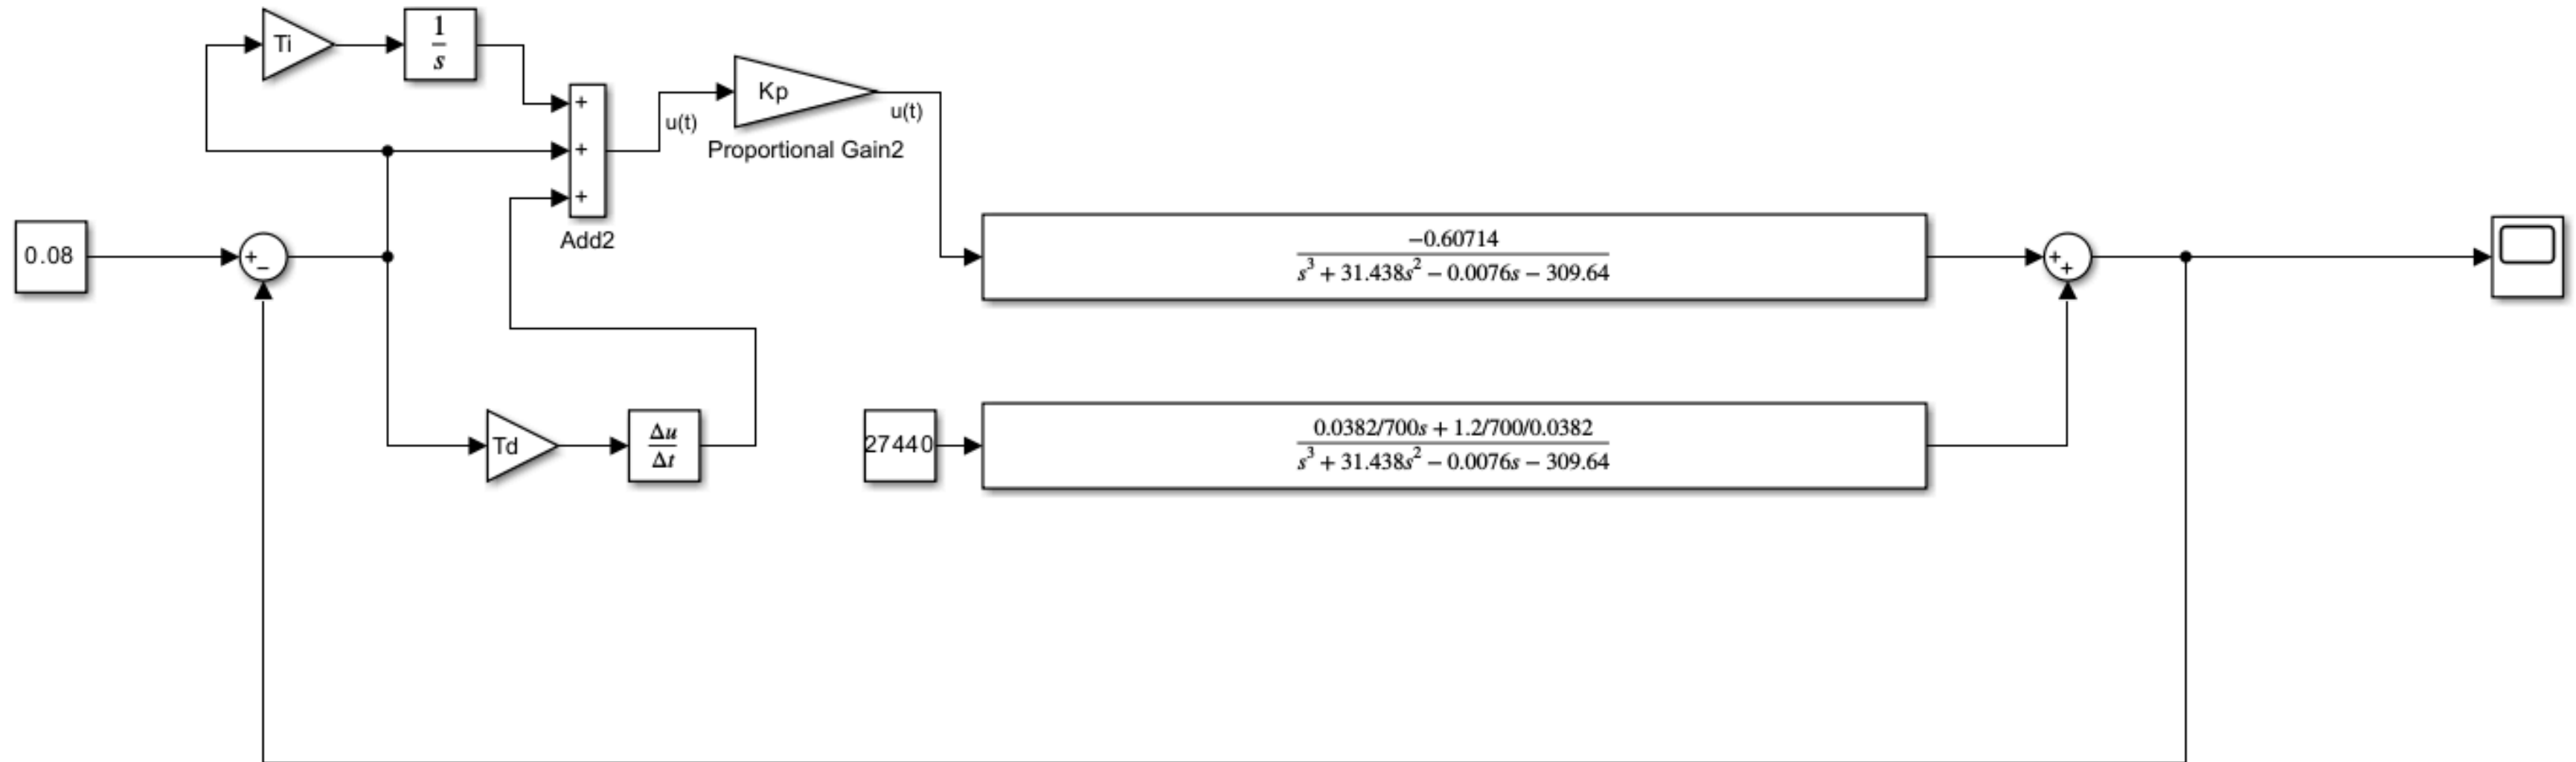 Ti
1
s
+
+
+
Add2
u(t)
Kp
u(t)
Proportional Gain2
0.08
+
−
−0.60714
s³ + 31.438s² − 0.0076s − 309.64
+
+
Td
Δu
Δt
27440
0.0382/700s + 1.2/700/0.0382
s³ + 31.438s² − 0.0076s − 309.64